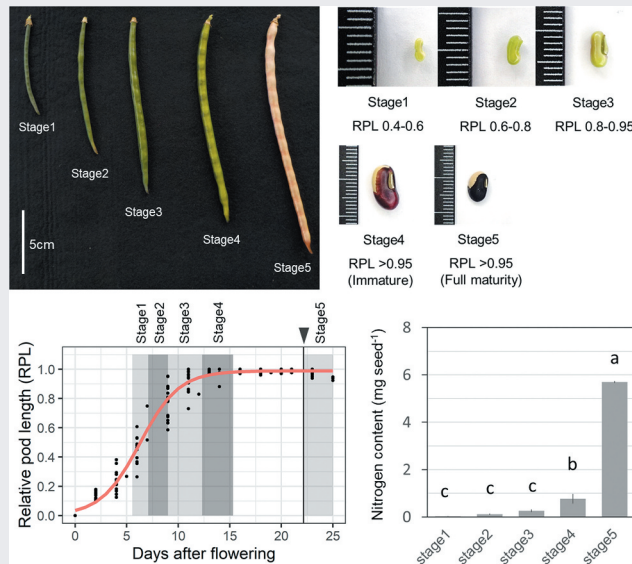 Stage1
Stage2
Stage3
Stage4
Stage5
5cm
Stage1
RPL 0.4-0.6
Stage2
RPL 0.6-0.8
Stage3
RPL 0.8-0.95
Stage4
RPL >0.95
(Immature)
Stage5
RPL >0.95
(Full maturity)
Stage1
Stage2
Stage3
Stage4
Stage5
Relative pod length (RPL)
1.0
0.8
0.6
0.4
0.2
0.0
0 5 10 15 20 25
Days after flowering
Nitrogen content (mg seed-1)
8
6
4
2
0
c c c b a
stage1
stage2
stage3
stage4
stage5